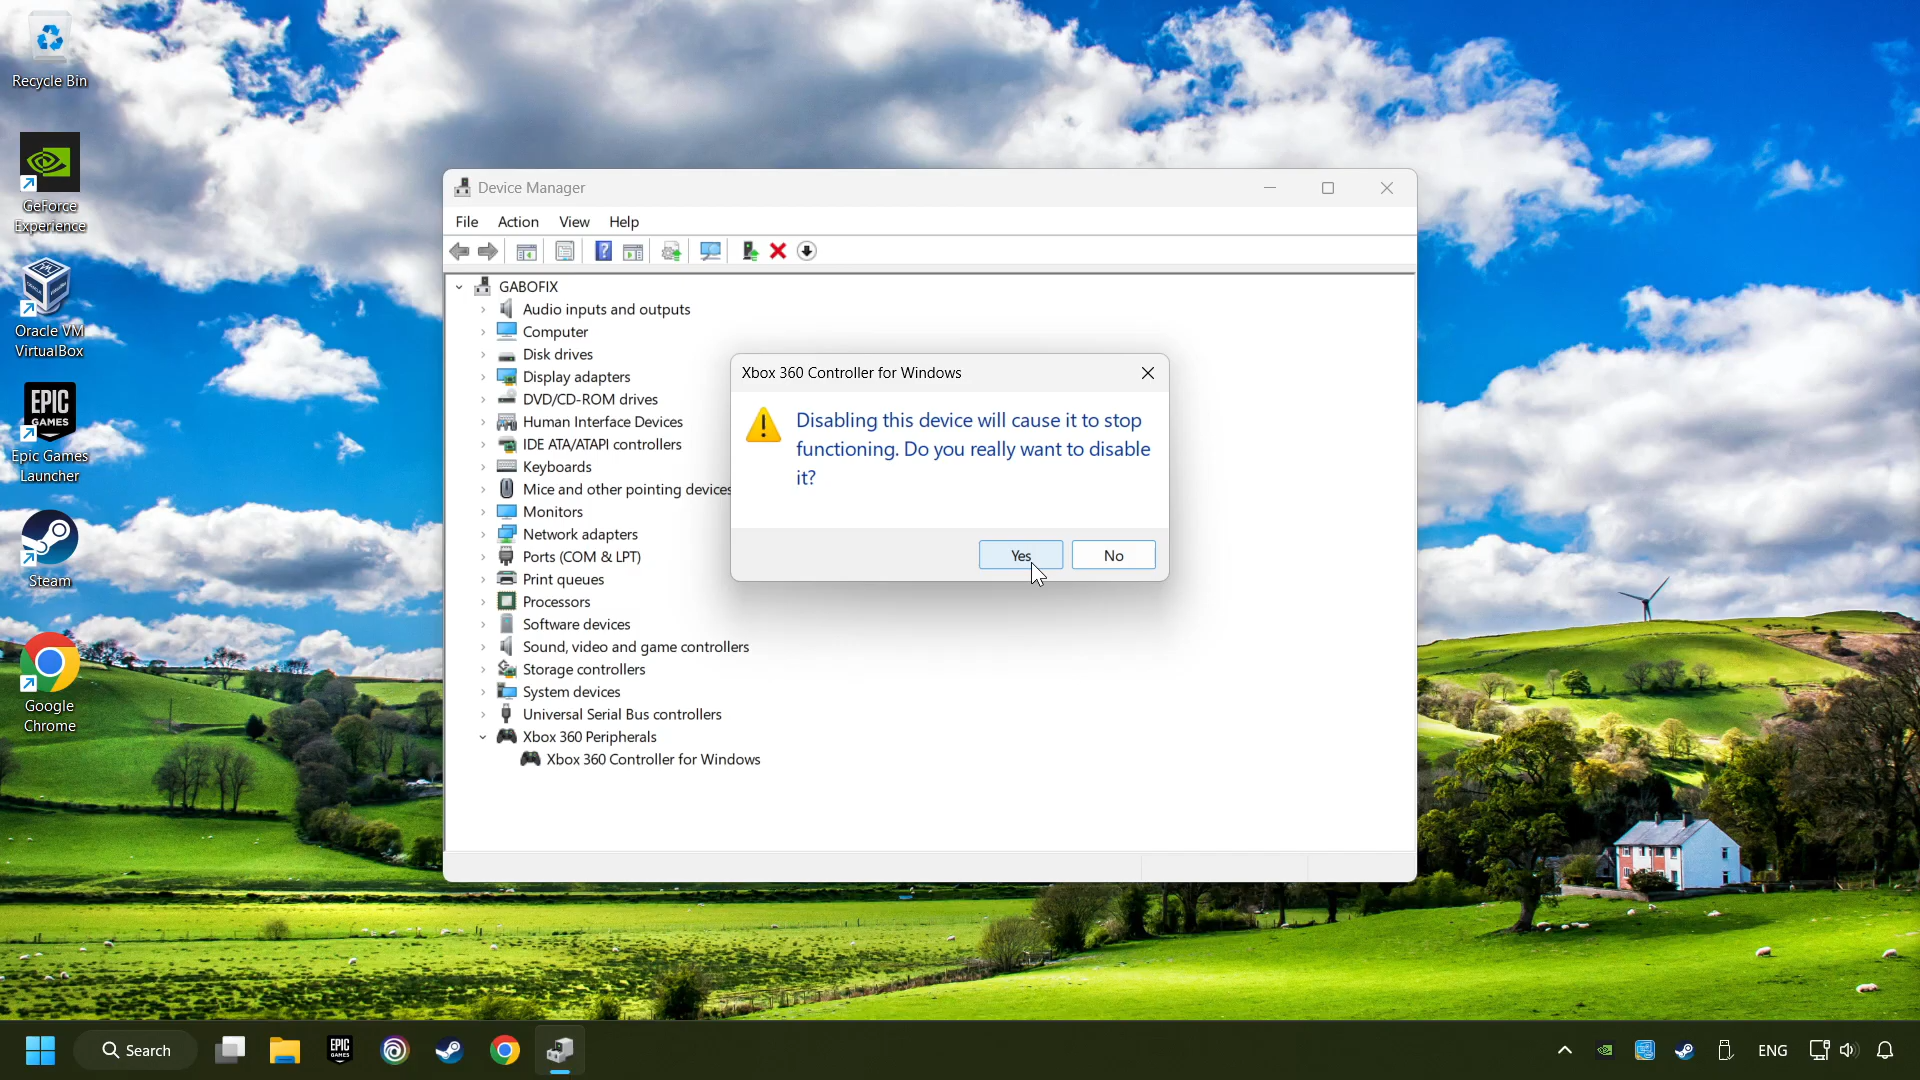 Recycle Bin
GeForce
Experience
Oracle VM
VirtualBox
EPIC
GAMES
Epic Games
Launcher
Steam
Google
Chrome
Device Manager
File Action View Help
GABOFIX
Audio inputs and outputs
Computer
Disk drives
Display adapters
DVD/CD-ROM drives
Human Interface Devices
IDE ATA/ATAPI controllers
Keyboards
Mice and other pointing devices
Monitors
Network adapters
Ports (COM & LPT)
Print queues
Processors
Software devices
Sound, video and game controllers
Storage controllers
System devices
Universal Serial Bus controllers
Xbox 360 Peripherals
Xbox 360 Controller for Windows
Xbox 360 Controller for Windows
Disabling this device will cause it to stop
functioning. Do you really want to disable
it?
Yes No
Search
EPIC
GAMES
ENG